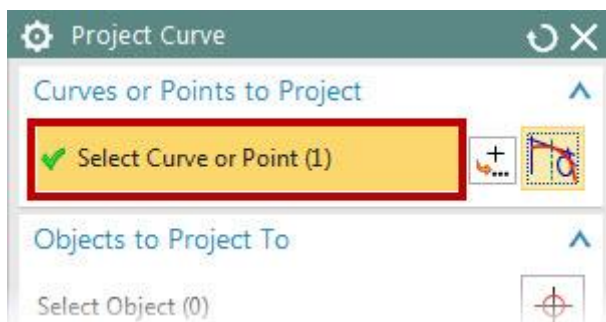 Project Curve
Curves or Points to Project
Select Curve or Point (1)
Objects to Project To
Select Object (0)